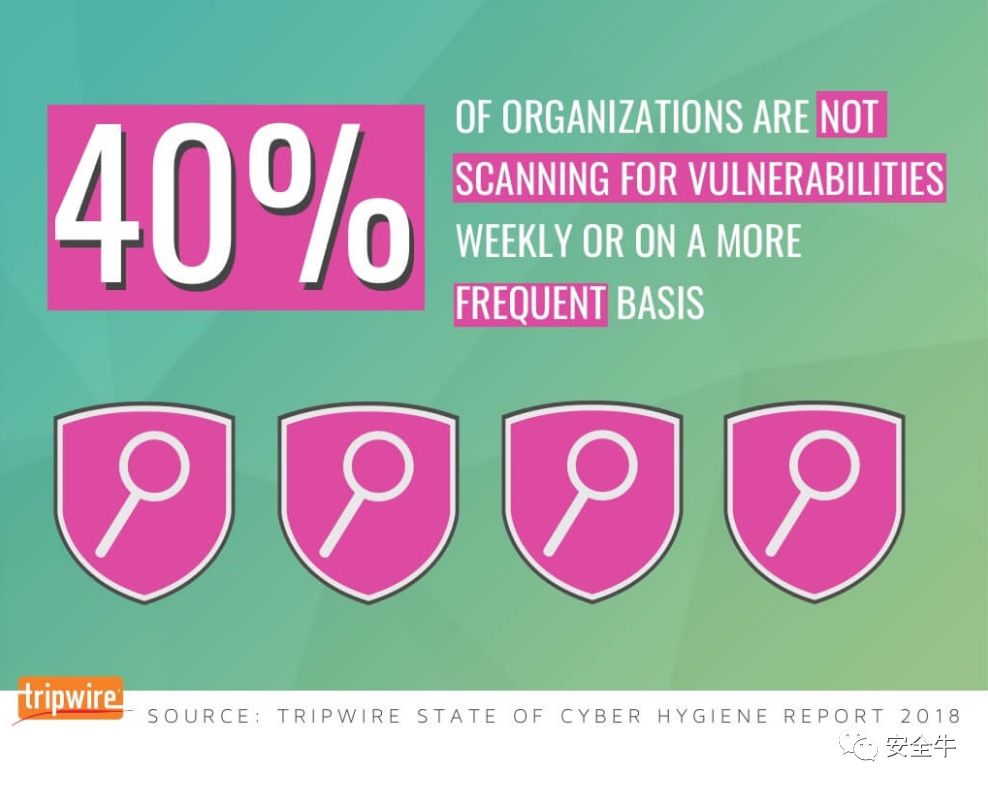 40%
OF ORGANIZATIONS ARE NOT
SCANNING FOR VULNERABILITIES
WEEKLY OR ON A MORE
FREQUENT BASIS
tripwire
SOURCE: TRIPWIRE STATE OF CYBER HYGIENE REPORT 2018
安全牛